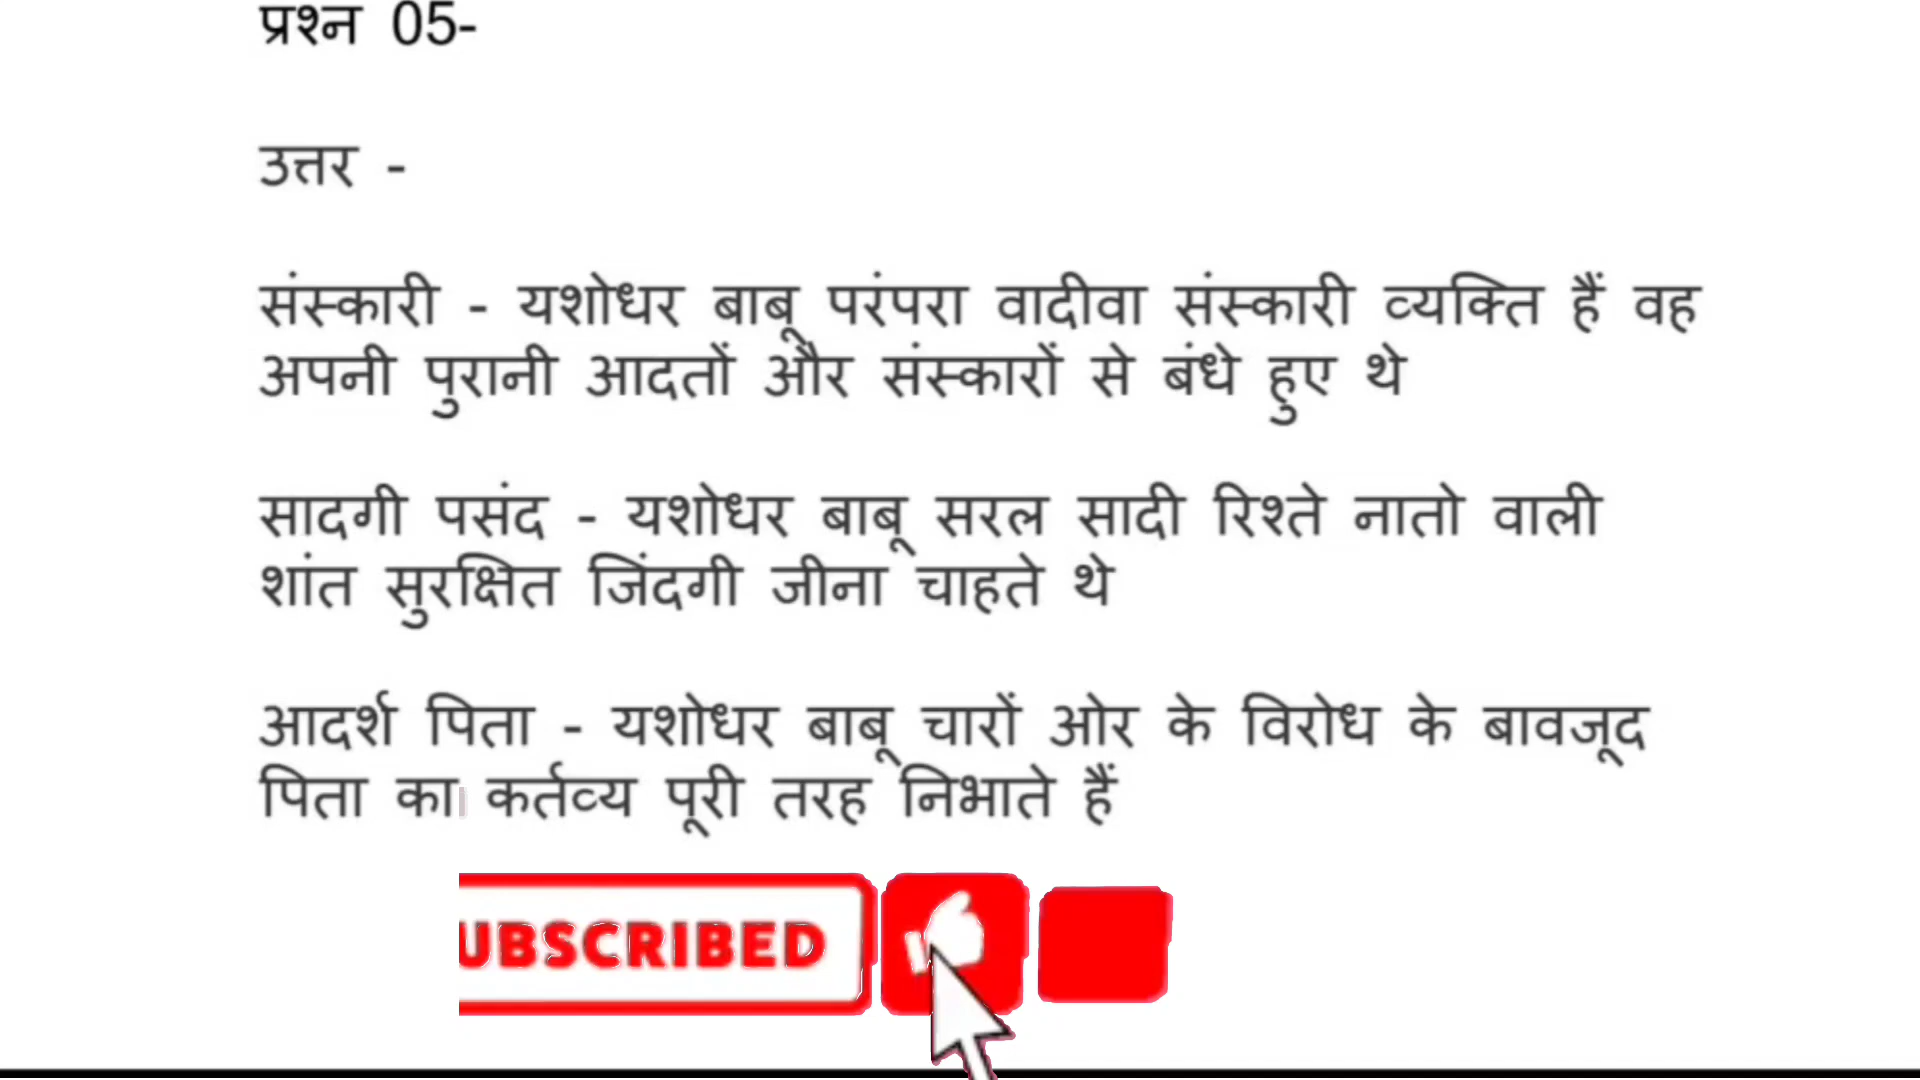 प्रश्न 05-
उत्तर -
संस्कारी - यशोधर बाबू परंपरा वादीवा संस्कारी व्यक्ति हैं वह
अपनी पुरानी आदतों और संस्कारों से बंधे हुए थे
सादगी पसंद - यशोधर बाबू सरल सादी रिश्ते नातो वाली
शांत सुरक्षित जिंदगी जीना चाहते थे
आदर्श पिता - यशोधर बाबू चारों ओर के विरोध के बावजूद
पिता का कर्तव्य पूरी तरह निभाते हैं
UBSCRIBED